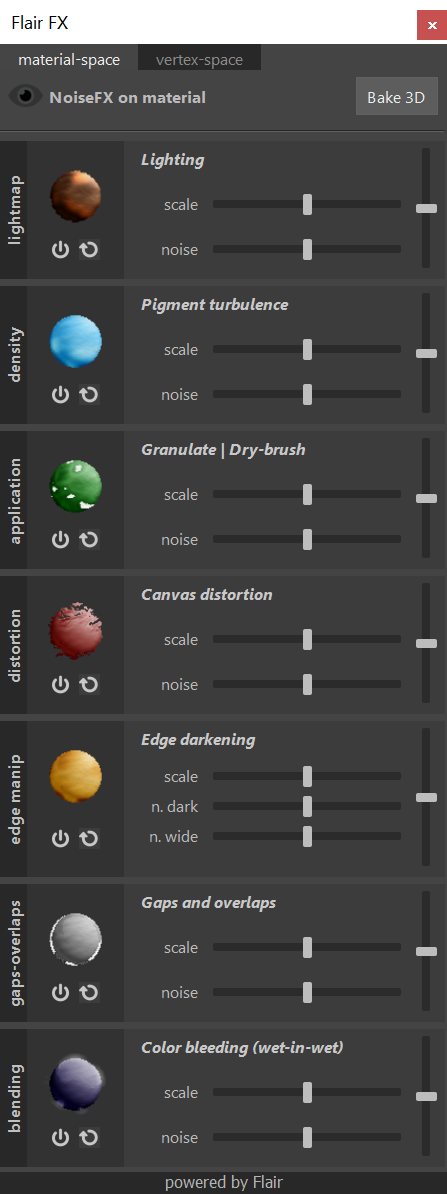 Flair FX
material-space
vertex-space
NoiseFX on material
Bake 3D
lightmap
Lighting
scale
noise
density
Pigment turbulence
scale
noise
application
Granulate | Dry-brush
scale
noise
distortion
Canvas distortion
scale
noise
edge manip
Edge darkening
scale
n. dark
n. wide
gaps-overlaps
Gaps and overlaps
scale
noise
blending
Color bleeding (wet-in-wet)
scale
noise
powered by Flair